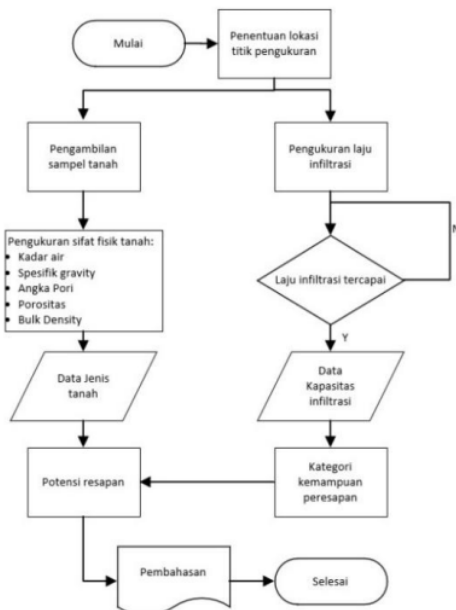 Mulai
Penentuan lokasi
titik pengukuran
Pengambilan
sampel tanah
Pengukuran laju
infiltrasi
Pengukuran sifat fisik tanah:
• Kadar air
• Spesifik gravity
• Angka Pori
• Porositas
• Bulk Density
Laju infiltrasi tercapai
Y
Data Jenis
tanah
Data
Kapasitas
infiltrasi
Potensi resapan
Kategori
kemampuan
peresapan
Pembahasan
Selesai